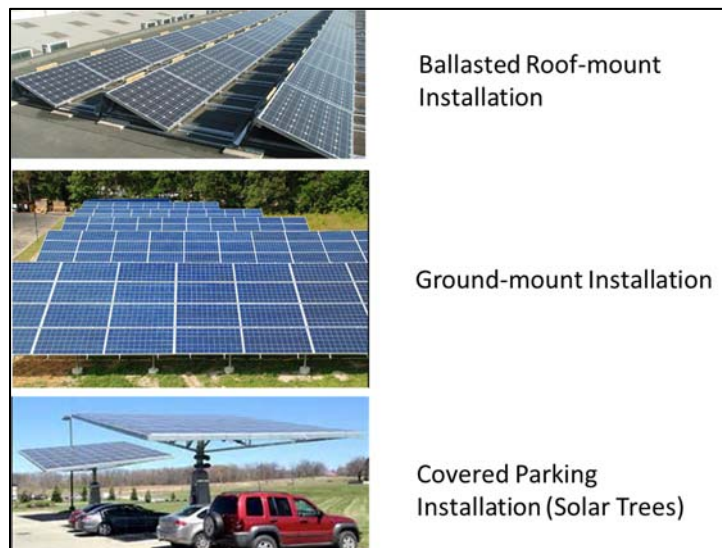 Ballasted Roof-mount
Installation
Ground-mount Installation
Covered Parking
Installation (Solar Trees)